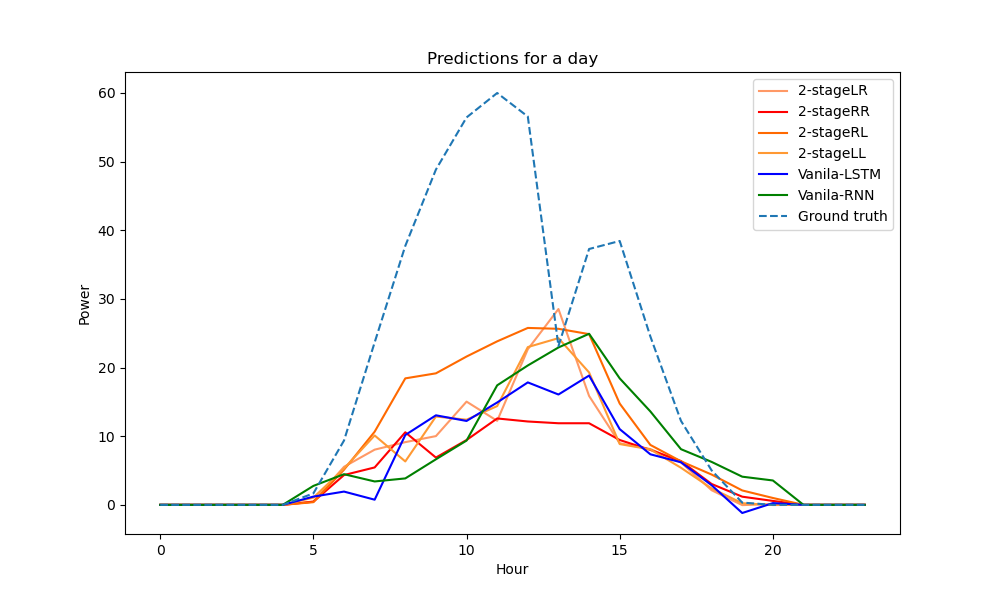 Predictions for a day
2-stageLR
2-stageRR
2-stageRL
2-stageLL
Vanila-LSTM
Vanila-RNN
Ground truth
60
50
40
30
20
10
0
Power
0 5 10 15 20
Hour